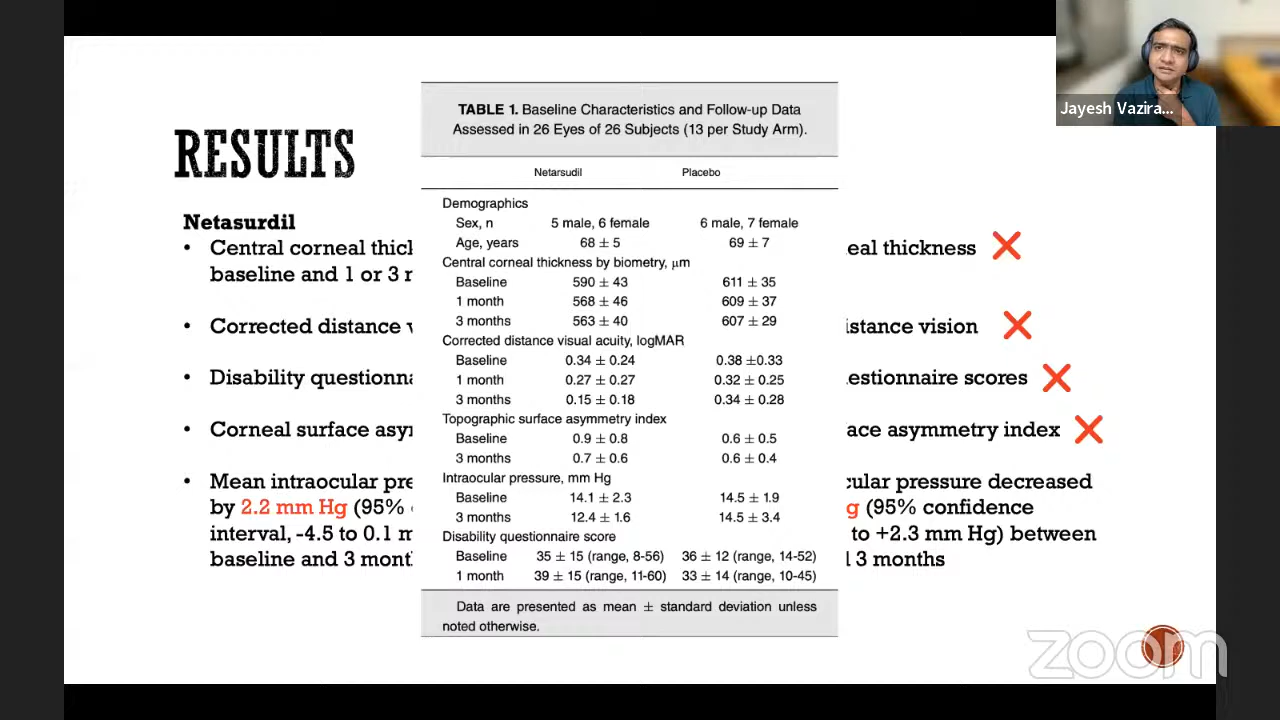 Jayesh Vazira...
RESULTS
Netasurdil
• Central corneal
baseline and 1 or 3
• Corrected distance
• Disability
• Corneal surface
• Mean intraocular
by 2.2 mm Hg (95%
interval, -4.5 to 0.1
baseline and 3
TABLE 1. Baseline Characteristics and Follow-up Data
Assessed in 26 Eyes of 26 Subjects (13 per Study Arm).
Netarsudil Placebo
Demographics
Sex, n 5 male, 6 female 6 male, 7 female
Age, years 68 ± 5 69 ± 7
Central corneal thickness by biometry, μm
Baseline 590 ± 43 611 ± 35
1 month 568 ± 46 609 ± 37
3 months 563 ± 40 607 ± 29
Corrected distance visual acuity, logMAR
Baseline 0.34 ± 0.24 0.38 ±0.33
1 month 0.27 ± 0.27 0.32 ± 0.25
3 months 0.15 ± 0.18 0.34 ± 0.28
Topographic surface asymmetry index
Baseline 0.9 ± 0.8 0.6 ± 0.5
3 months 0.7 ± 0.6 0.6 ± 0.4
Intraocular pressure, mm Hg
Baseline 14.1 ± 2.3 14.5 ± 1.9
3 months 12.4 ± 1.6 14.5 ± 3.4
Disability questionnaire score
Baseline 35 ± 15 (range, 8-56) 36 ± 12 (range, 14-52)
1 month 39 ± 15 (range, 11-60) 33 ± 14 (range, 10-45)
Data are presented as mean ± standard deviation unless
noted otherwise.
thickness
vision
scores
asymmetry index
pressure decreased
(95% confidence
to +2.3 mm Hg) between
3 months
zoom